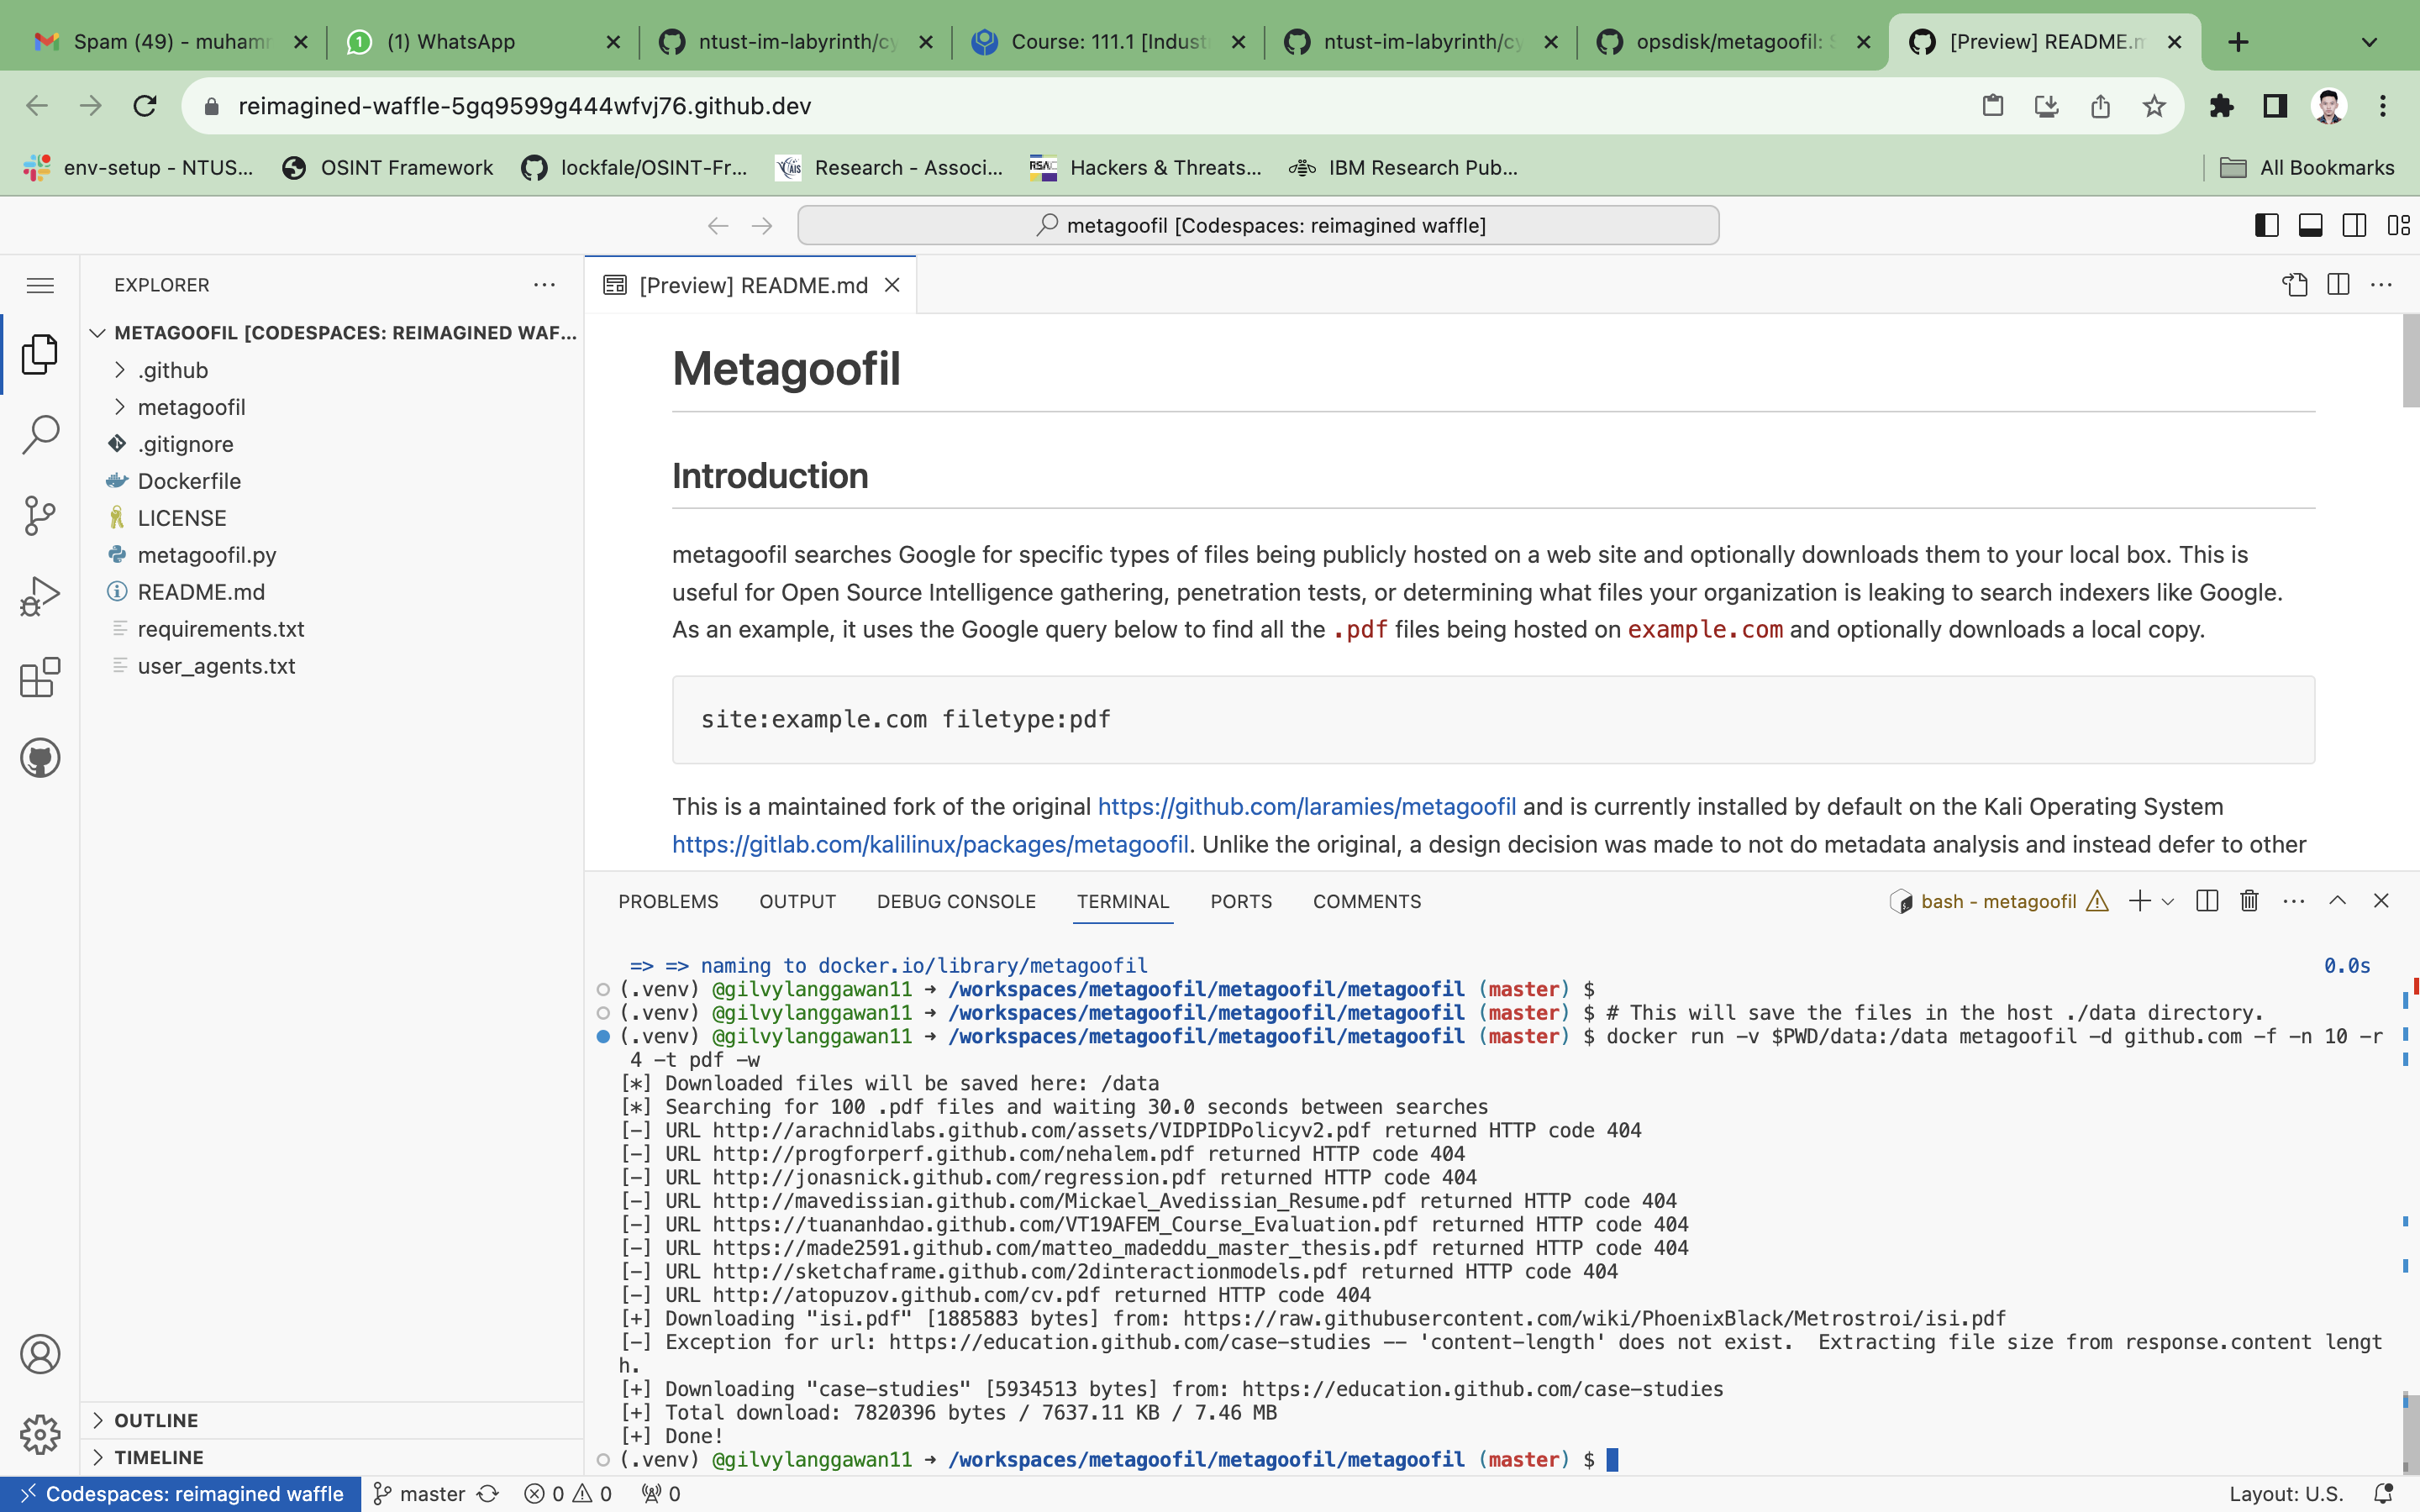 Spam (49) - muham
(1) WhatsApp
ntust-im-labyrinth/cy
Course: 111.1 [Indust
ntust-im-labyrinth/cy
opsdisk/metagoofil: S
[Preview] README.m
reimagined-waffle-5gq9599g444wfvj76.github.dev
env-setup - NTUS...
OSINT Framework
lockfale/OSINT-Fr...
Research - Associ...
Hackers & Threats...
IBM Research Pub...
All Bookmarks
metagoofil [Codespaces: reimagined waffle]
EXPLORER
METAGOOFIL [CODESPACES: REIMAGINED WAF...
.github
metagoofil
.gitignore
Dockerfile
LICENSE
metagoofil.py
README.md
requirements.txt
user_agents.txt
OUTLINE
TIMELINE
[Preview] README.md
Metagoofil
Introduction
metagoofil searches Google for specific types of files being publicly hosted on a web site and optionally downloads them to your local box. This is
useful for Open Source Intelligence gathering, penetration tests, or determining what files your organization is leaking to search indexers like Google.
As an example, it uses the Google query below to find all the .pdf files being hosted on example.com and optionally downloads a local copy.
site:example.com filetype:pdf
This is a maintained fork of the original https://github.com/laramies/metagoofil and is currently installed by default on the Kali Operating System
https://gitlab.com/kalilinux/packages/metagoofil. Unlike the original, a design decision was made to not do metadata analysis and instead defer to other
PROBLEMS OUTPUT DEBUG CONSOLE TERMINAL PORTS COMMENTS
bash - metagoofil
=> => naming to docker.io/library/metagoofil 0.0s
(.venv) @gilvylanggawan11 → /workspaces/metagoofil/metagoofil/metagoofil (master) $
(.venv) @gilvylanggawan11 → /workspaces/metagoofil/metagoofil/metagoofil (master) $ # This will save the files in the host ./data directory.
(.venv) @gilvylanggawan11 → /workspaces/metagoofil/metagoofil/metagoofil (master) $ docker run -v $PWD/data:/data metagoofil -d github.com -f -n 10 -r
4 -t pdf -w
[*] Downloaded files will be saved here: /data
[*] Searching for 100 .pdf files and waiting 30.0 seconds between searches
[-] URL http://arachnidlabs.github.com/assets/VIDPIDPolicyv2.pdf returned HTTP code 404
[-] URL http://progforperf.github.com/nehalem.pdf returned HTTP code 404
[-] URL http://jonasnick.github.com/regression.pdf returned HTTP code 404
[-] URL http://mavedissian.github.com/Mickael_Avedissian_Resume.pdf returned HTTP code 404
[-] URL https://tuananhdao.github.com/VT19AFEM_Course_Evaluation.pdf returned HTTP code 404
[-] URL https://made2591.github.com/matteo_madeddu_master_thesis.pdf returned HTTP code 404
[-] URL http://sketchaframe.github.com/2dinteractionmodels.pdf returned HTTP code 404
[-] URL http://atopuzov.github.com/cv.pdf returned HTTP code 404
[+] Downloading "isi.pdf" [1885883 bytes] from: https://raw.githubusercontent.com/wiki/PhoenixBlack/Metrostroi/isi.pdf
[-] Exception for url: https://education.github.com/case-studies -- 'content-length' does not exist.  Extracting file size from response.content lengt
h.
[+] Downloading "case-studies" [5934513 bytes] from: https://education.github.com/case-studies
[+] Total download: 7820396 bytes / 7637.11 KB / 7.46 MB
[+] Done!
(.venv) @gilvylanggawan11 → /workspaces/metagoofil/metagoofil/metagoofil (master) $
Codespaces: reimagined waffle
master
0
0
0
Layout: U.S.